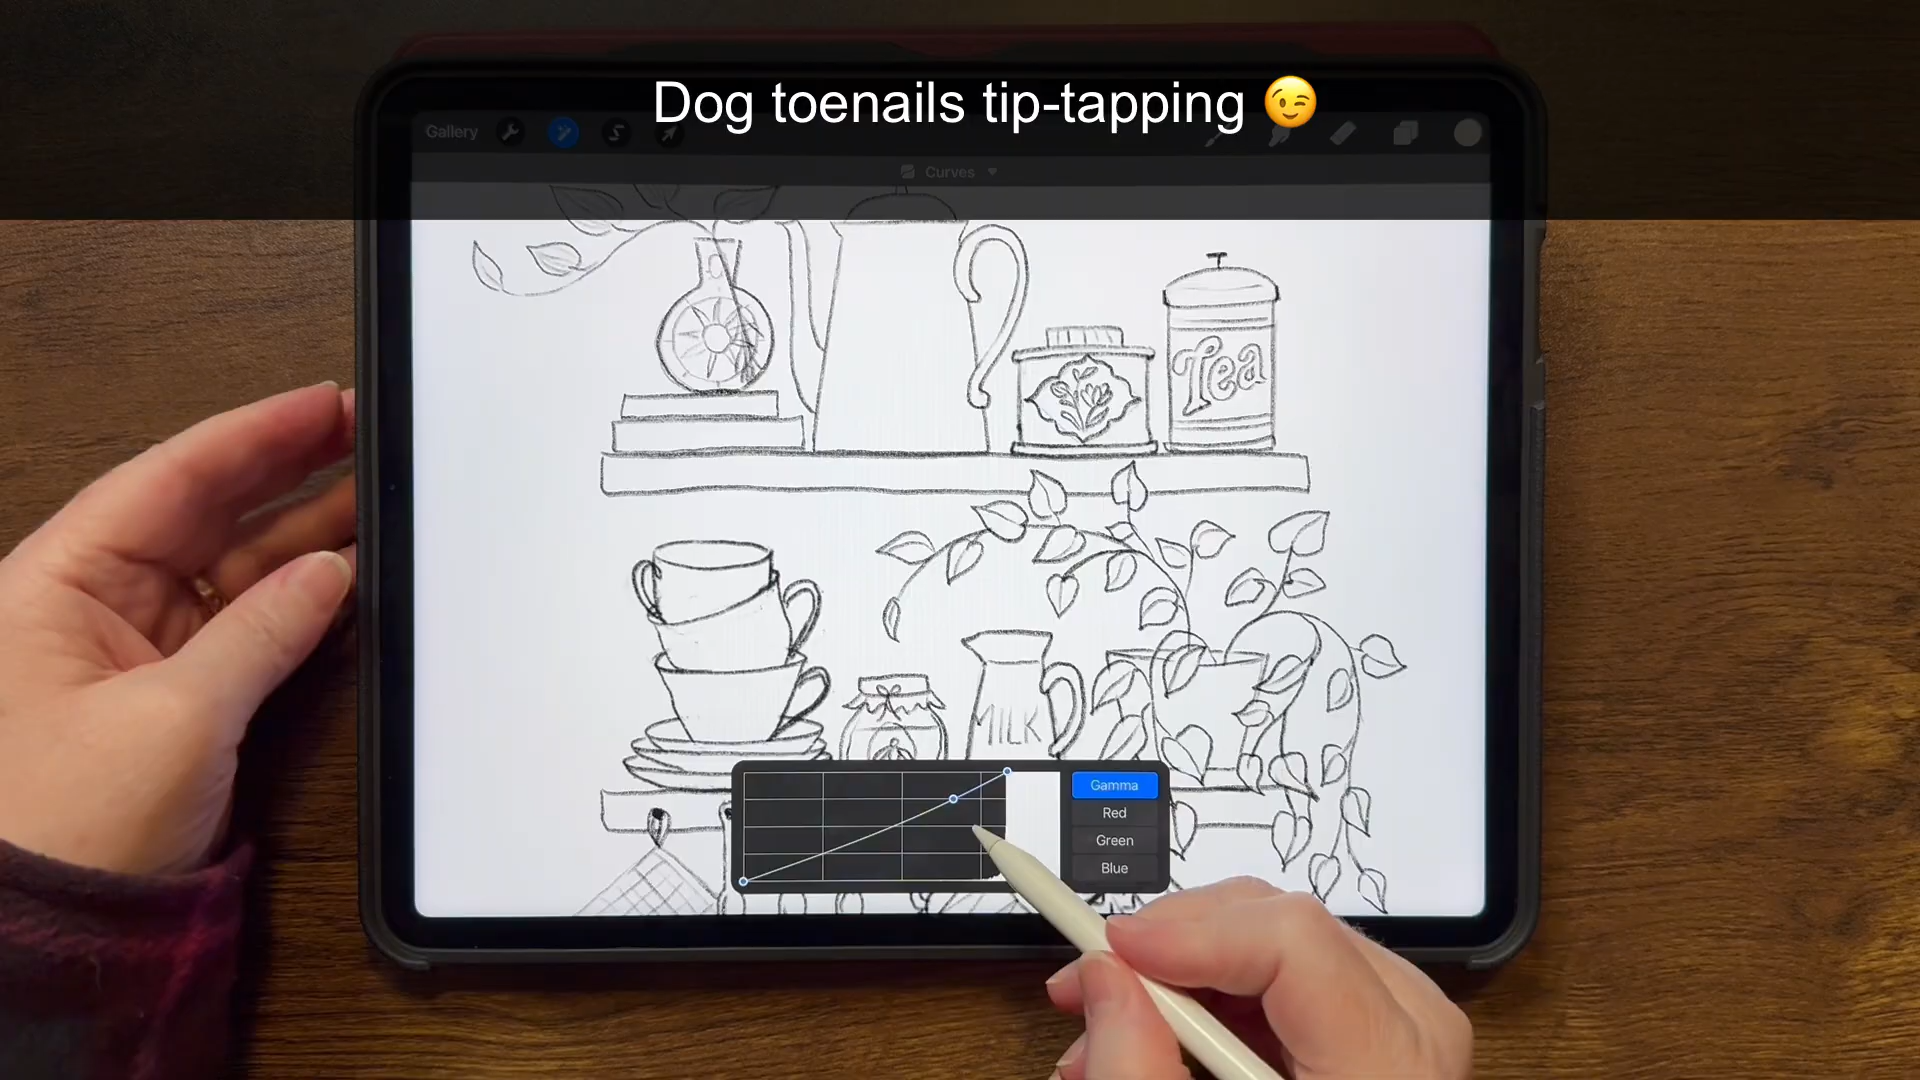 Dog toenails tip-tapping 😉
Gallery
Curves
Tea
MILK
Gamma
Red
Green
Blue